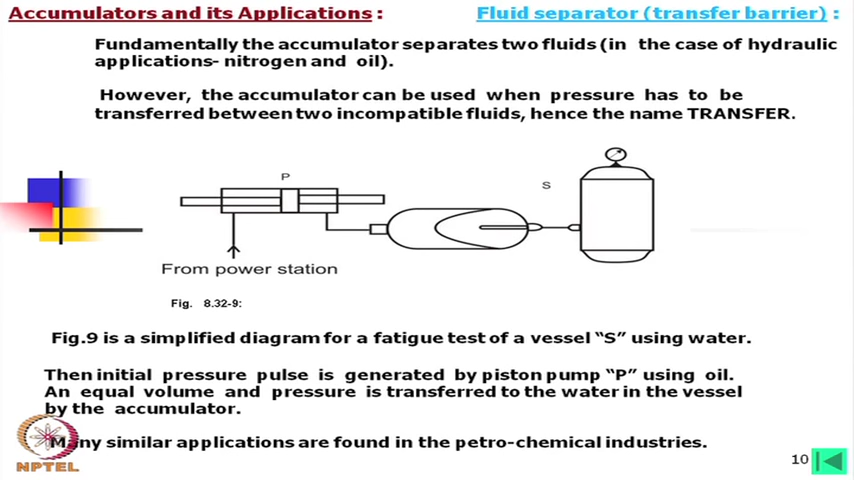 Accumulators and its Applications : Fluid separator (transfer barrier) :
Fundamentally the accumulator separates two fluids (in the case of hydraulic
applications- nitrogen and oil).
However, the accumulator can be used when pressure has to be
transferred between two incompatible fluids, hence the name TRANSFER.
P
S
From power station
Fig. 8.32-9:
Fig.9 is a simplified diagram for a fatigue test of a vessel “S” using water.
Then initial pressure pulse is generated by piston pump “P” using oil.
An equal volume and pressure is transferred to the water in the vessel
by the accumulator.
Many similar applications are found in the petro-chemical industries.
NPTEL
10